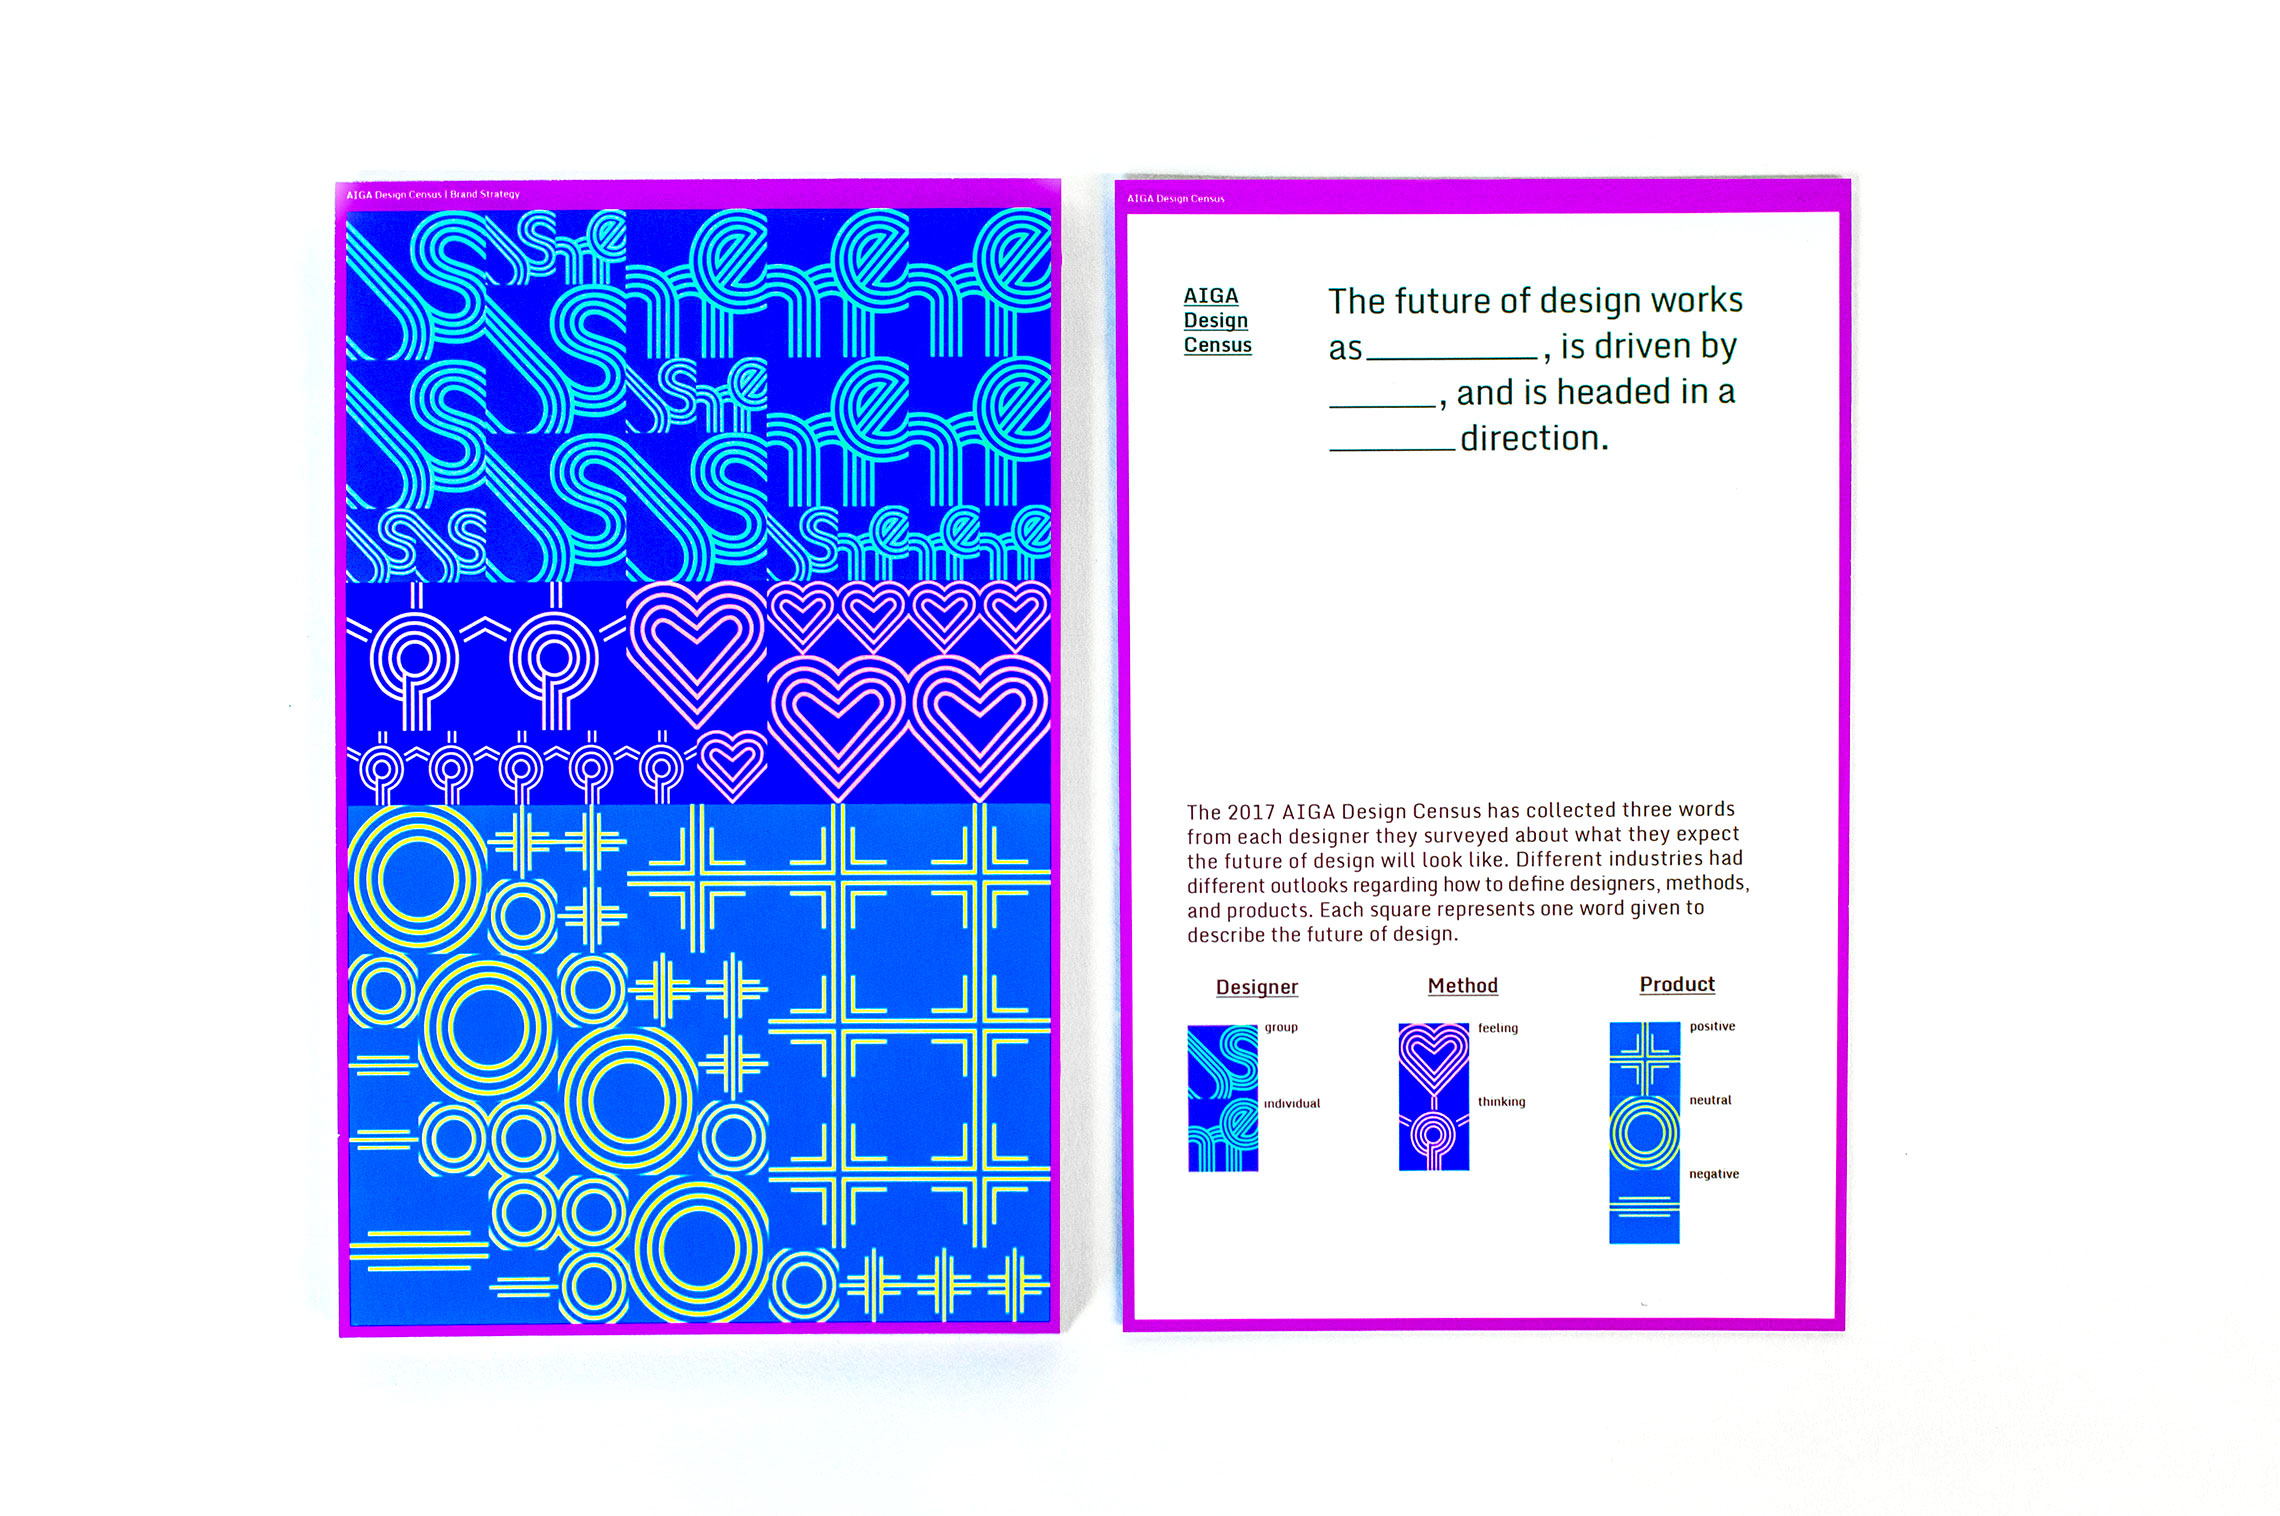 AIGA Design Census | Brand Strategy
AIGA Design Census
AIGA
Design
Census
The future of design works
as__________, is driven by
______, and is headed in a
_______direction.
The 2017 AIGA Design Census has collected three words
from each designer they surveyed about what they expect
the future of design will look like. Different industries had
different outlooks regarding how to define designers, methods,
and products. Each square represents one word given to
describe the future of design.
Designer
group
individual
Method
feeling
thinking
Product
positive
neutral
negative